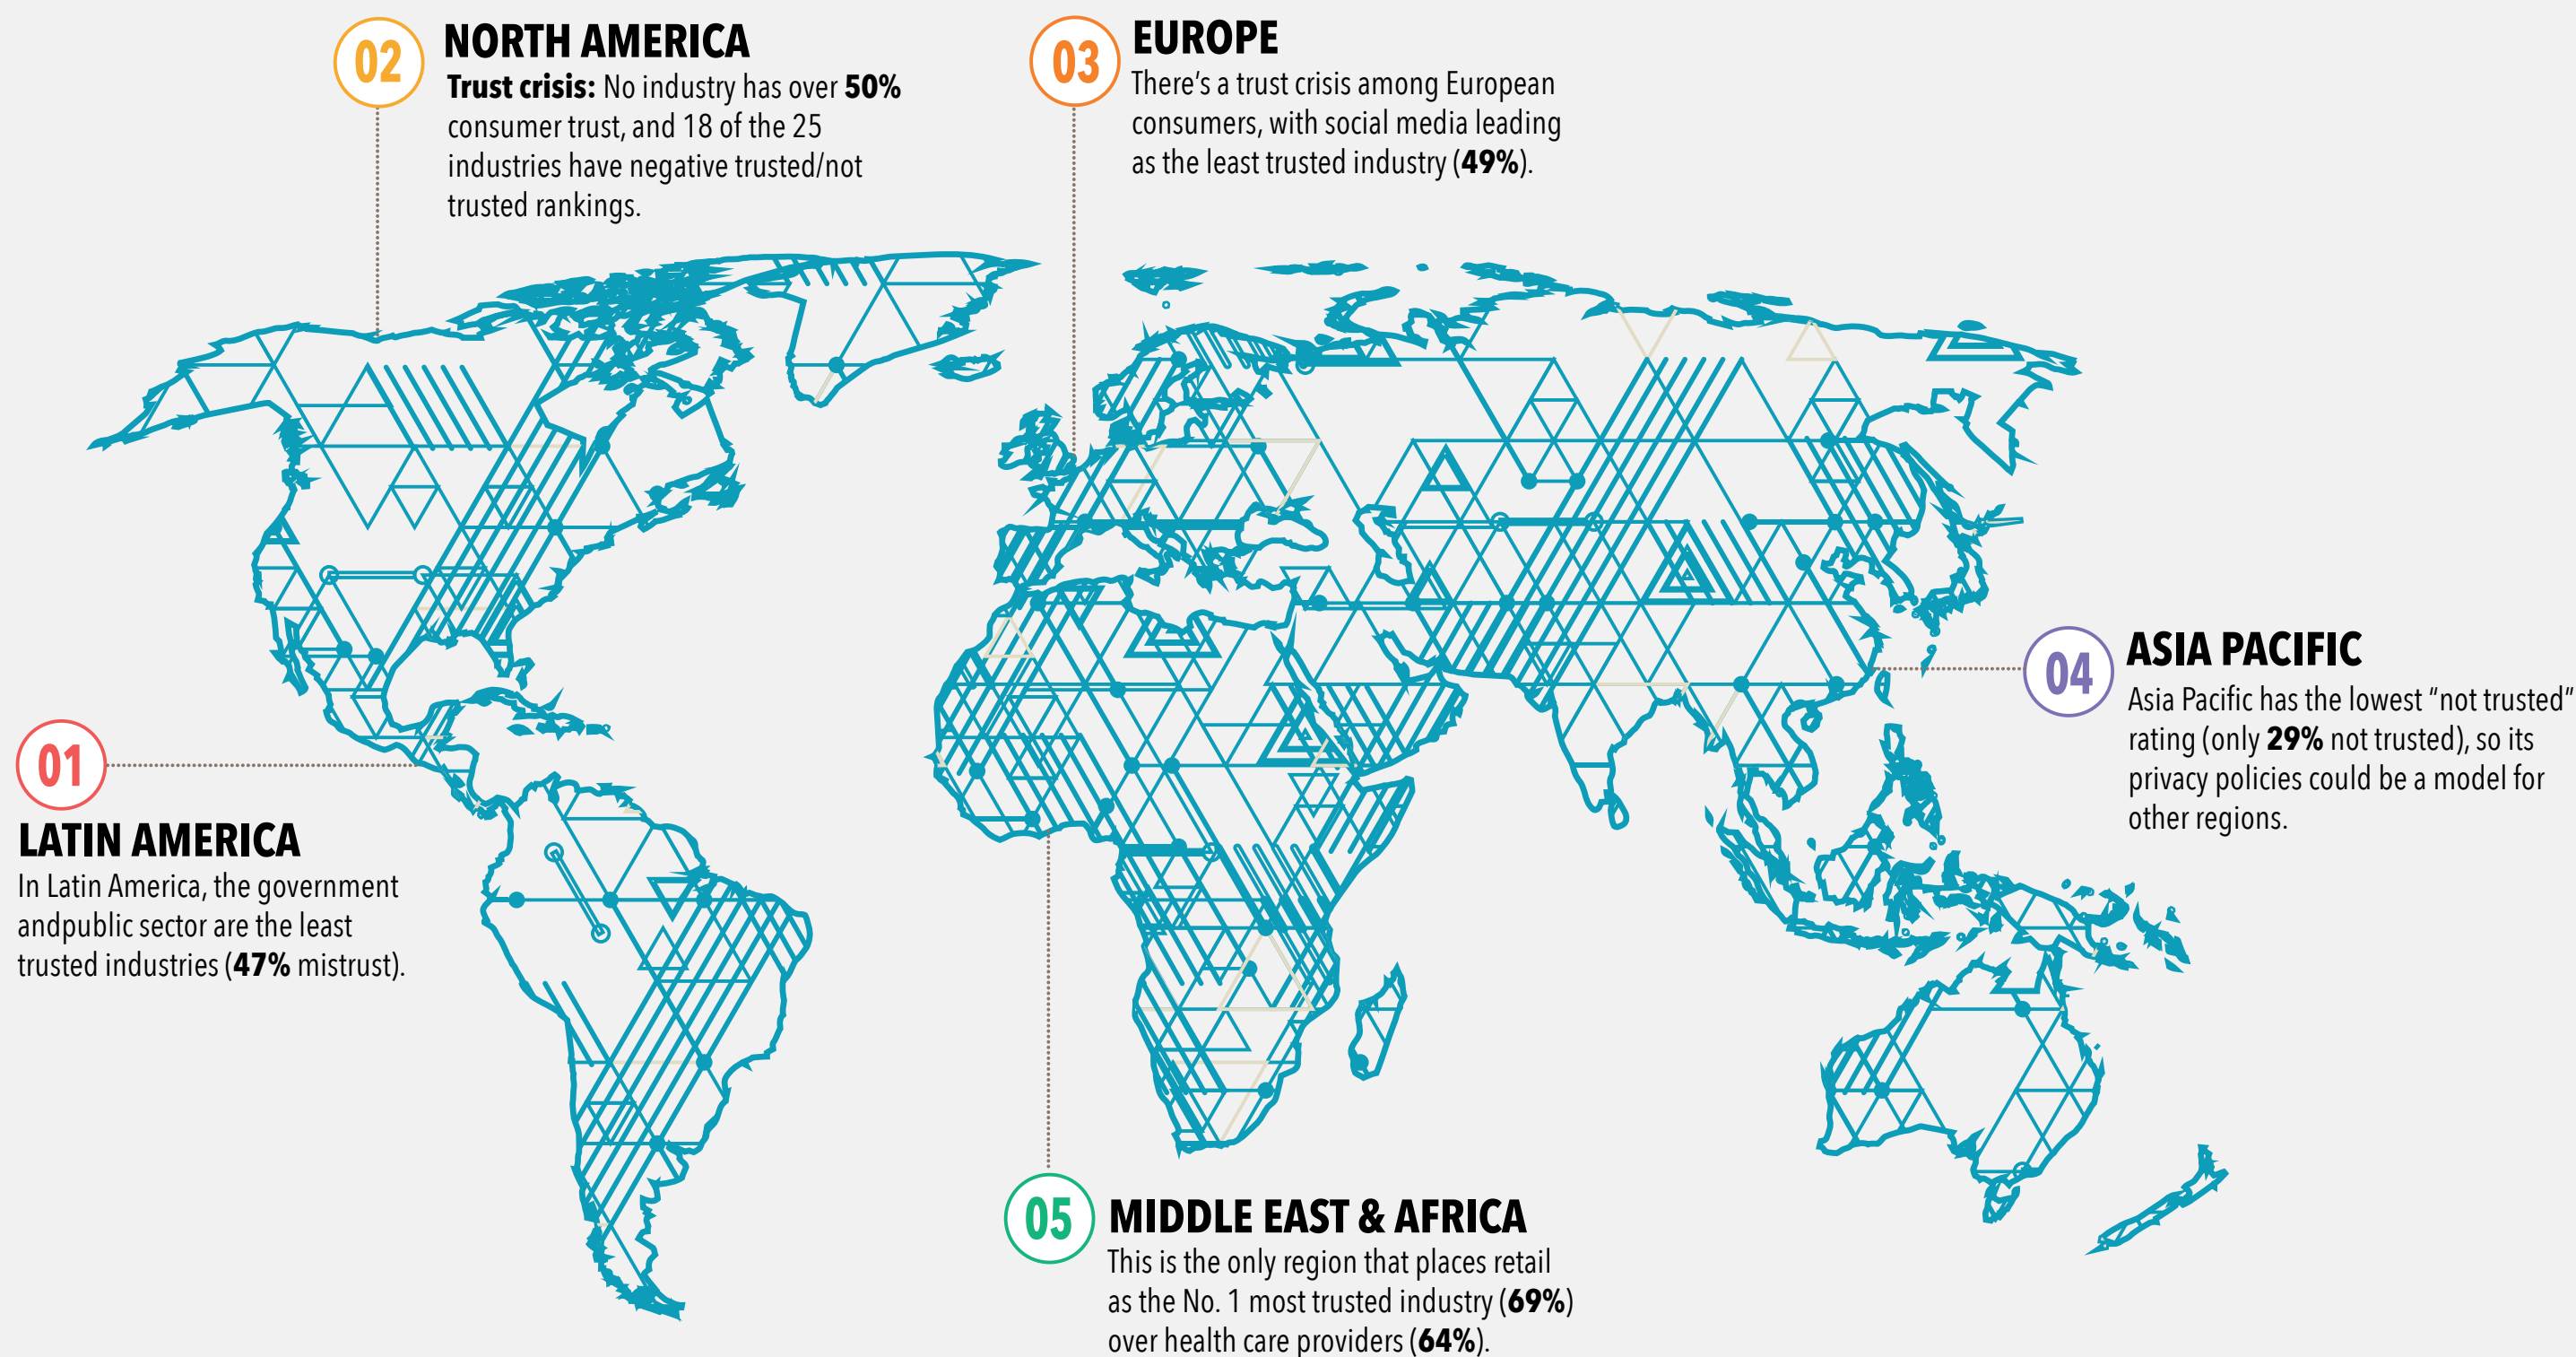 02
NORTH AMERICA
Trust crisis: No industry has over 50%
consumer trust, and 18 of the 25
industries have negative trusted/not
trusted rankings.
03
EUROPE
There's a trust crisis among European
consumers, with social media leading
as the least trusted industry (49%).
04
ASIA PACIFIC
Asia Pacific has the lowest “not trusted”
rating (only 29% not trusted), so its
privacy policies could be a model for
other regions.
01
LATIN AMERICA
In Latin America, the government
andpublic sector are the least
trusted industries (47% mistrust).
05
MIDDLE EAST & AFRICA
This is the only region that places retail
as the No. 1 most trusted industry (69%)
over health care providers (64%).